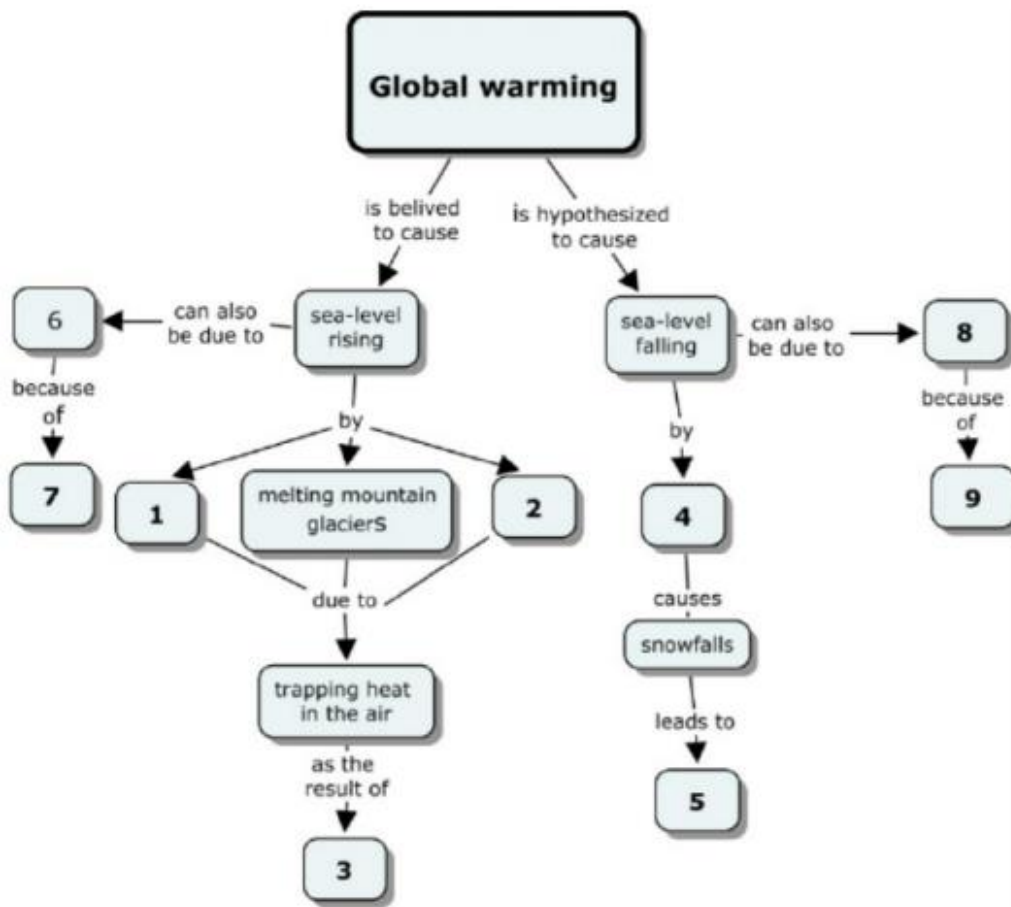 Global warming
is belived
to cause
is hypothesized
to cause
6
can also
be due to
sea-level
rising
sea-level
falling
can also
be due to
8
because
of
by
by
because
of
7
1
melting mountain
glaciers
2
4
9
due to
causes
snowfalls
trapping heat
in the air
leads to
as the
result of
5
3